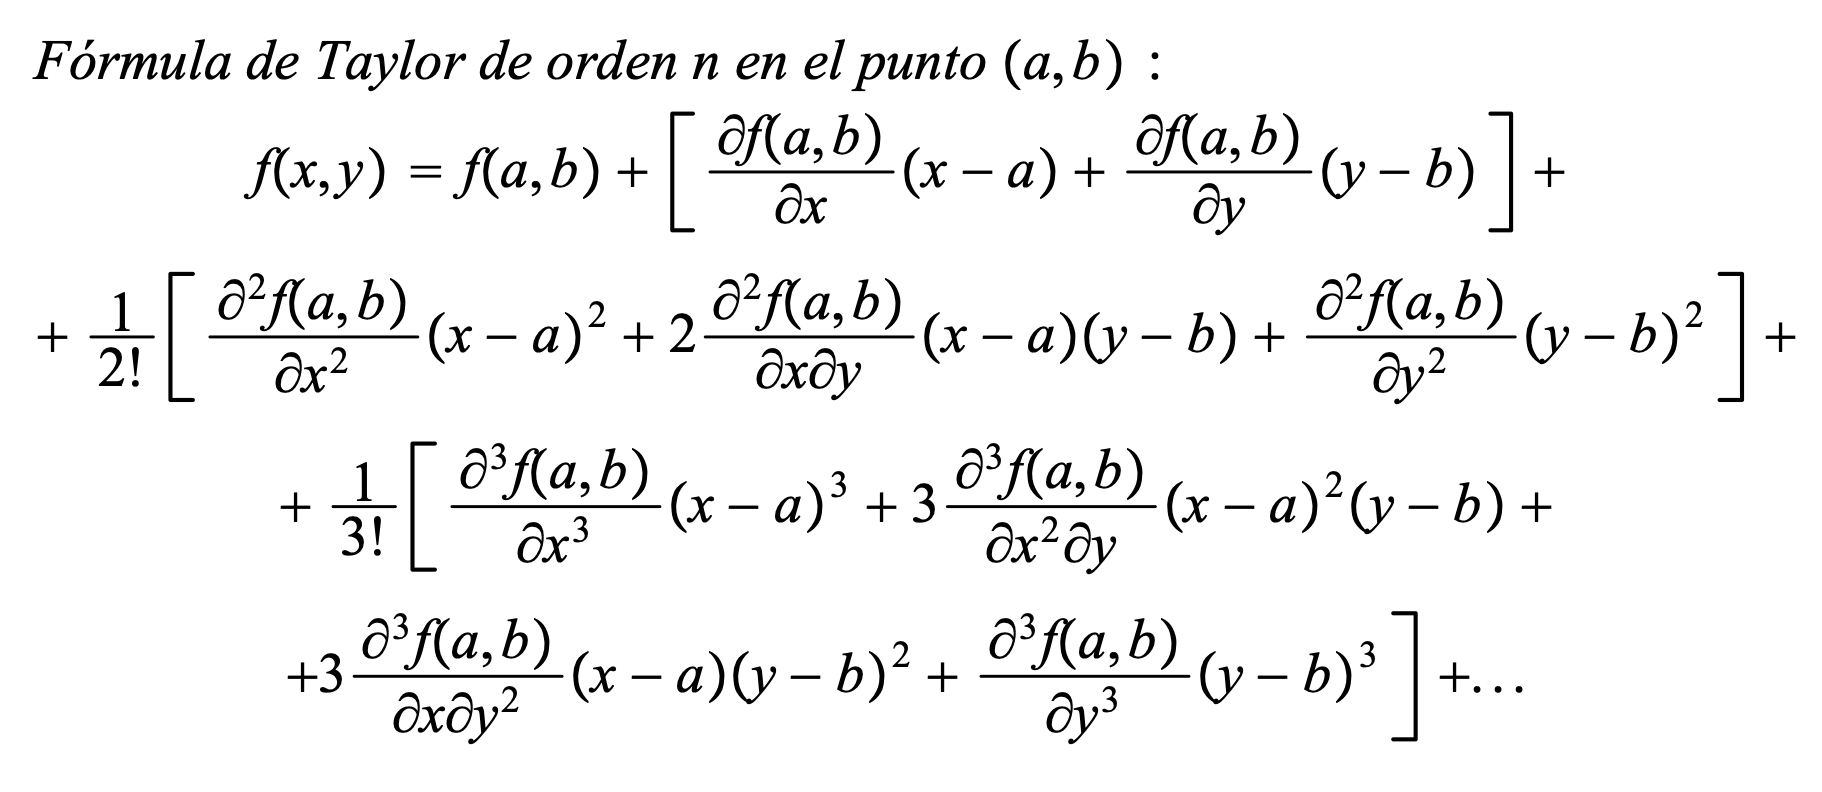 Fórmula de Taylor de orden n en el punto (a,b) :
f(x,y) = f(a,b) + [ ∂f(a,b)/∂x (x − a) + ∂f(a,b)/∂y (y − b) ] +
+ 1/2! [ ∂²f(a,b)/∂x² (x − a)² + 2 ∂²f(a,b)/∂x∂y (x − a)(y − b) + ∂²f(a,b)/∂y² (y − b)² ] +
+ 1/3! [ ∂³f(a,b)/∂x³ (x − a)³ + 3 ∂³f(a,b)/∂x²∂y (x − a)²(y − b) +
+3 ∂³f(a,b)/∂x∂y² (x − a)(y − b)² + ∂³f(a,b)/∂y³ (y − b)³ ] +...